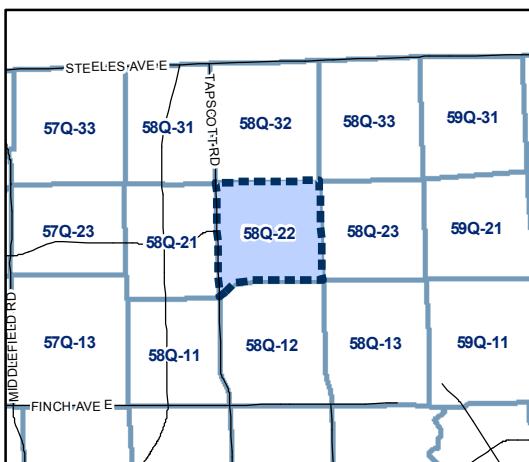 STEELES AVE E
TAPSCOTT RD
57Q-33
58Q-31
58Q-32
58Q-33
59Q-31
57Q-23
58Q-21
58Q-22
58Q-23
59Q-21
MIDDLEFIELD RD
57Q-13
58Q-11
58Q-12
58Q-13
59Q-11
FINCH AVE E